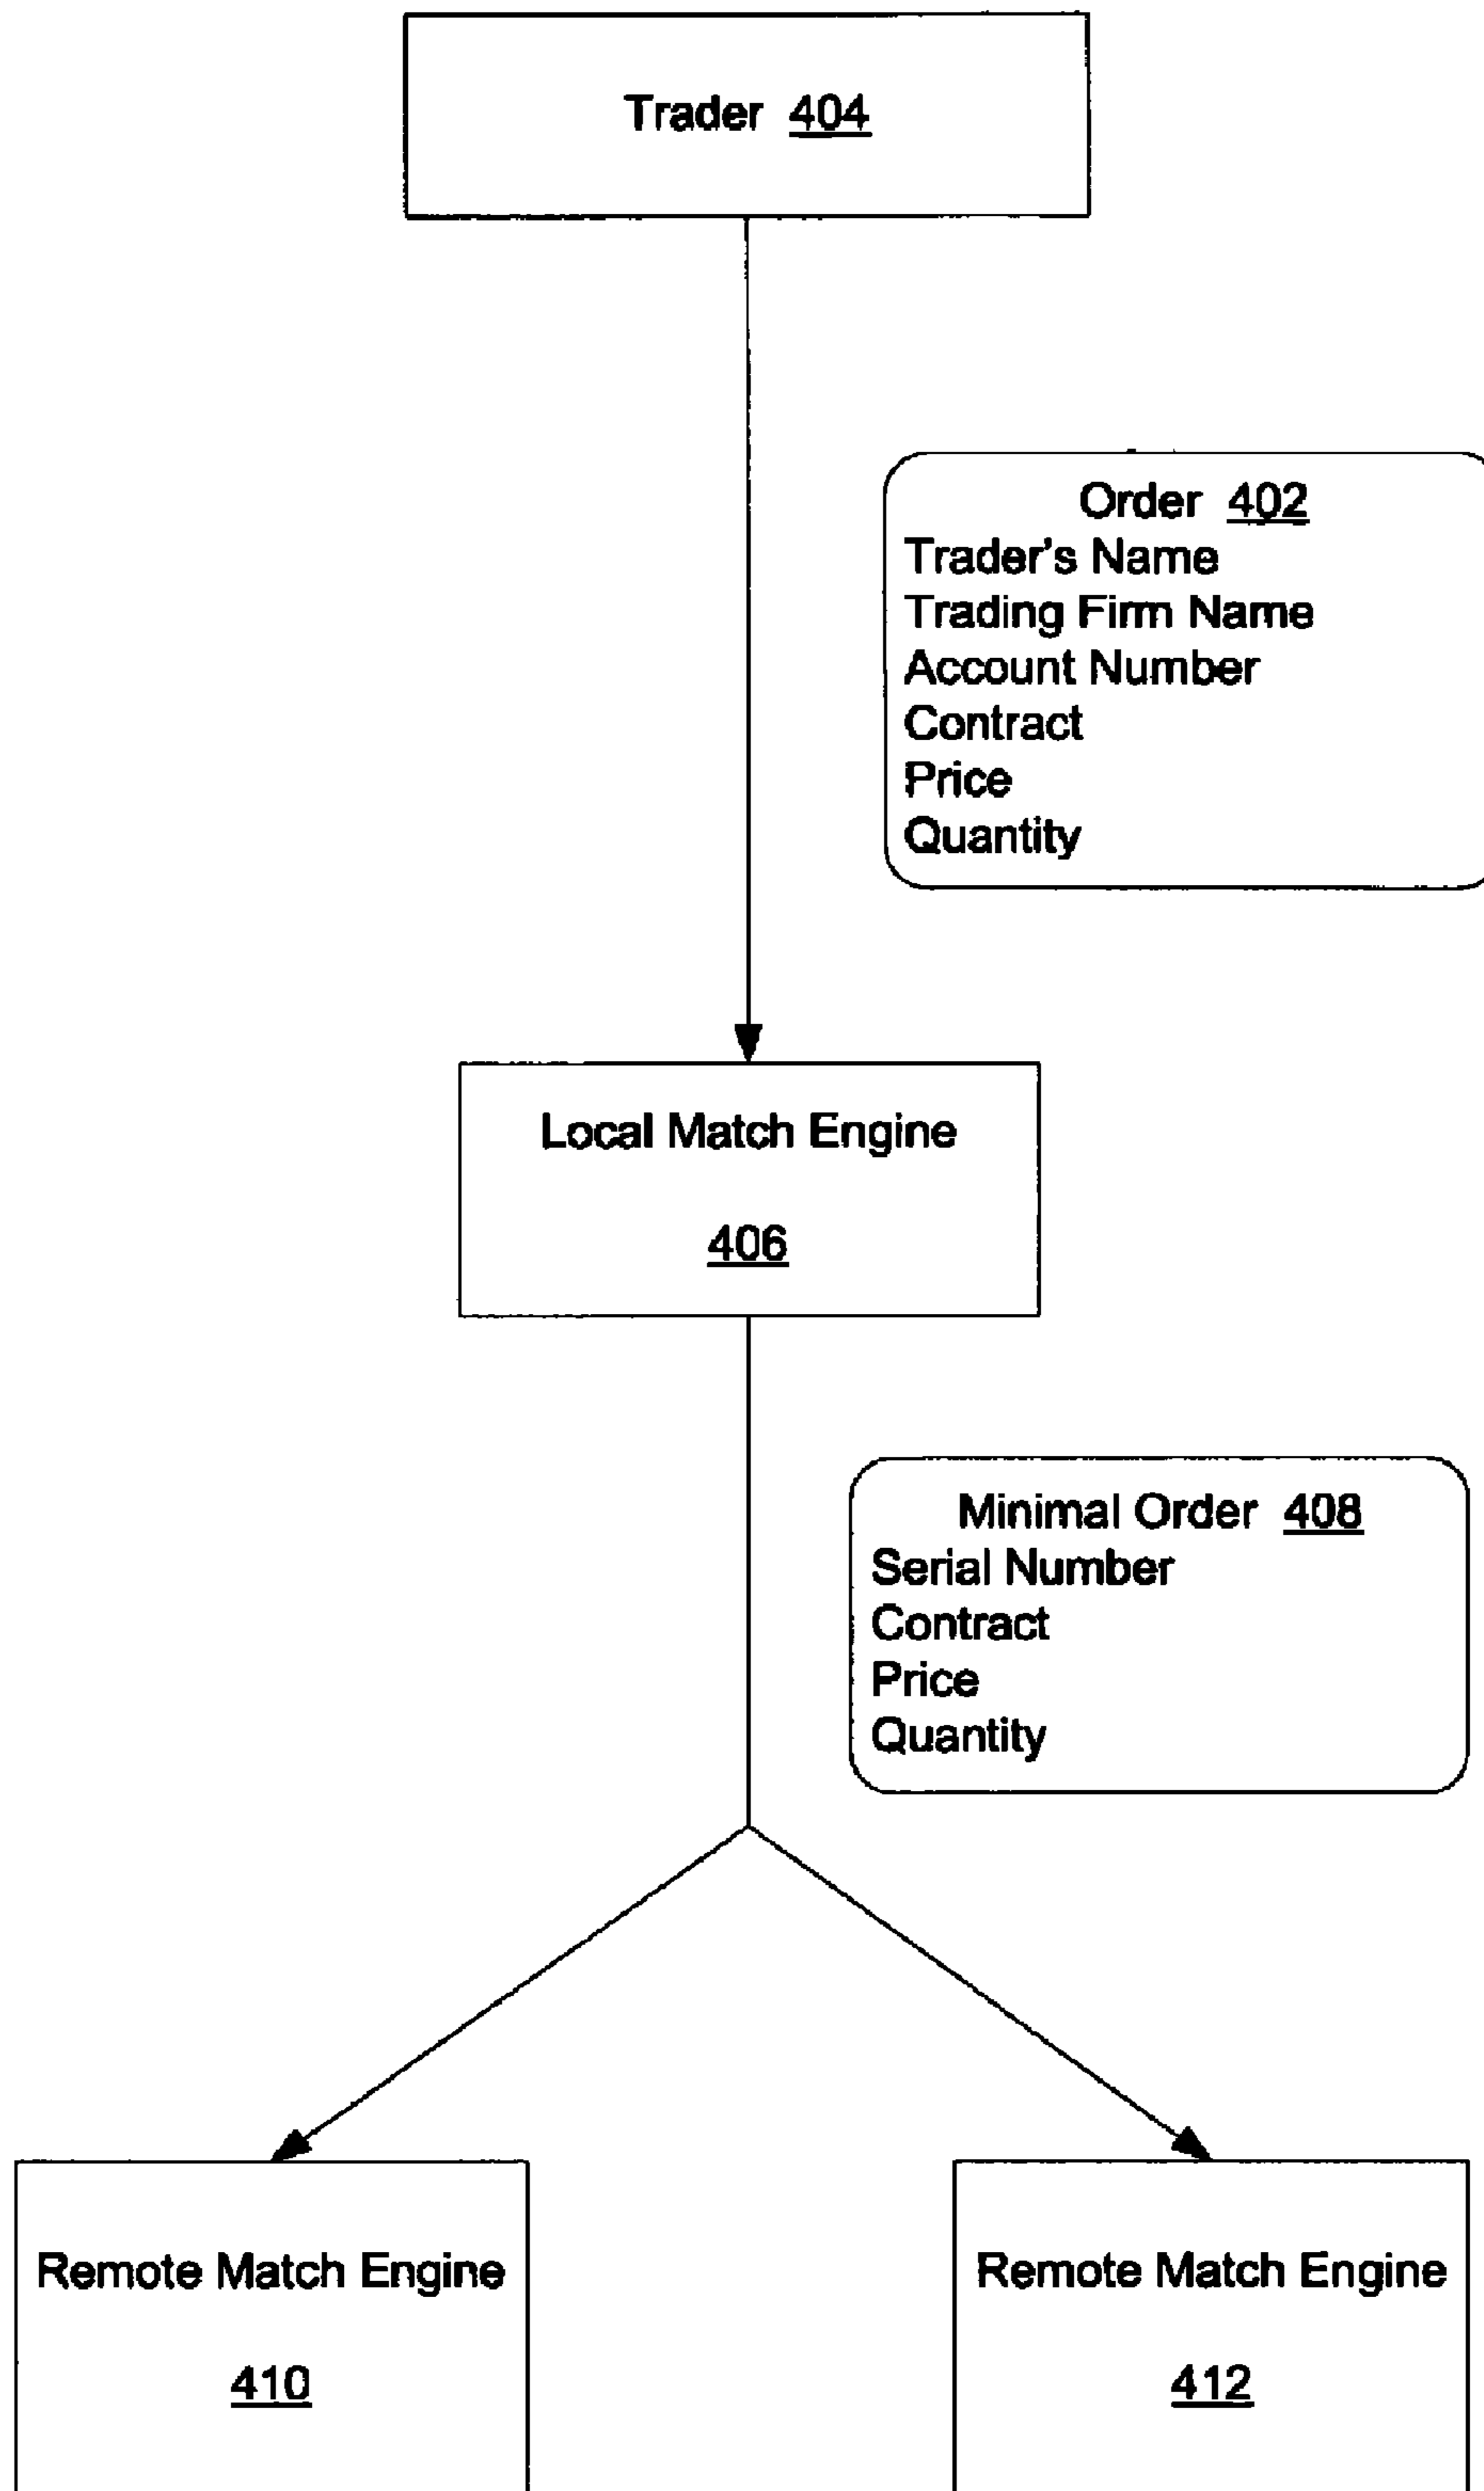 Trader 404
Order 402
Trader's Name
Trading Firm Name
Account Number
Contract
Price
Quantity
Local Match Engine
406
Minimal Order 408
Serial Number
Contract
Price
Quantity
Remote Match Engine
410
Remote Match Engine
412